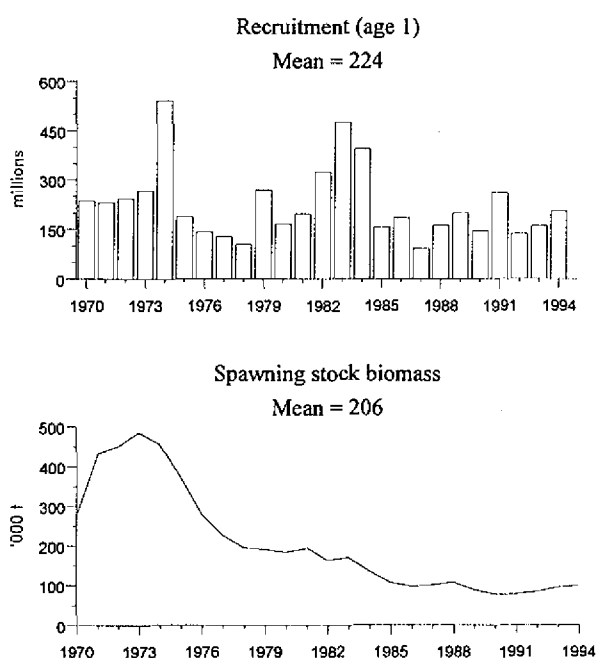 Recruitment (age 1)
Mean = 224
600
450
300
150
0
millions
1970 1973 1976 1979 1982 1985 1988 1991 1994
Spawning stock biomass
Mean = 206
500
400
300
200
100
0
'000 t
1970 1973 1976 1979 1982 1985 1988 1991 1994